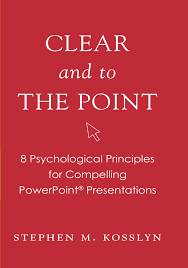 CLEAR
and to
THE POINT
8 Psychological Principles
for Compelling
PowerPoint® Presentations
STEPHEN M. KOSSLYN